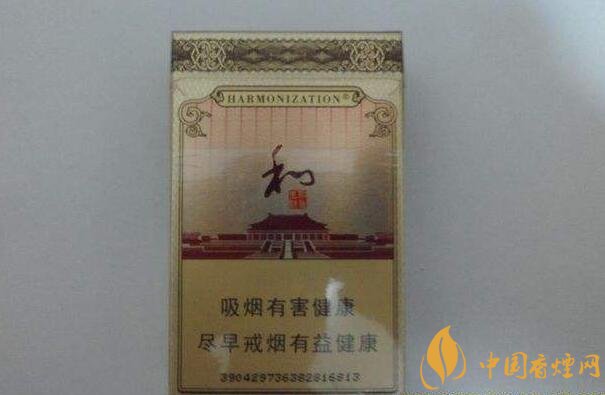 HARMONIZATION®
和
吸烟有害健康
尽早戒烟有益健康
390429736382816813
中国香烟网